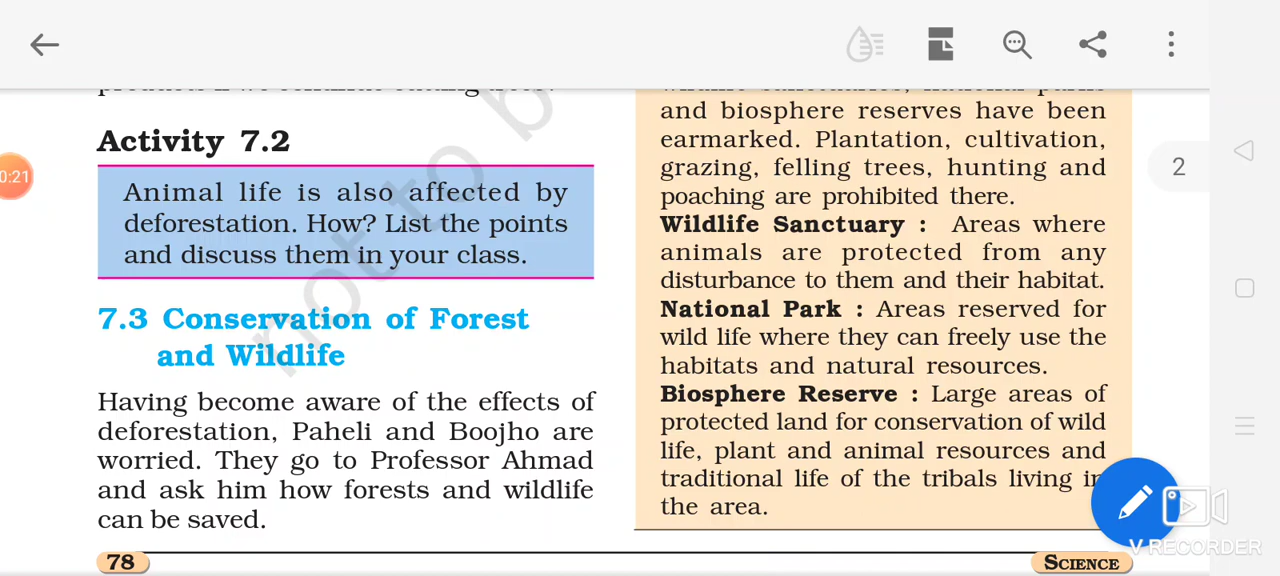 2
0:21
Activity 7.2
Animal life is also affected by
deforestation. How? List the points
and discuss them in your class.
7.3 Conservation of Forest
and Wildlife
Having become aware of the effects of
deforestation, Paheli and Boojho are
worried. They go to Professor Ahmad
and ask him how forests and wildlife
can be saved.
and biosphere reserves have been
earmarked. Plantation, cultivation,
grazing, felling trees, hunting and
poaching are prohibited there.
Wildlife Sanctuary : Areas where
animals are protected from any
disturbance to them and their habitat.
National Park : Areas reserved for
wild life where they can freely use the
habitats and natural resources.
Biosphere Reserve : Large areas of
protected land for conservation of wild
life, plant and animal resources and
traditional life of the tribals living in
the area.
78
SCIENCE
not to b
V RECORDER